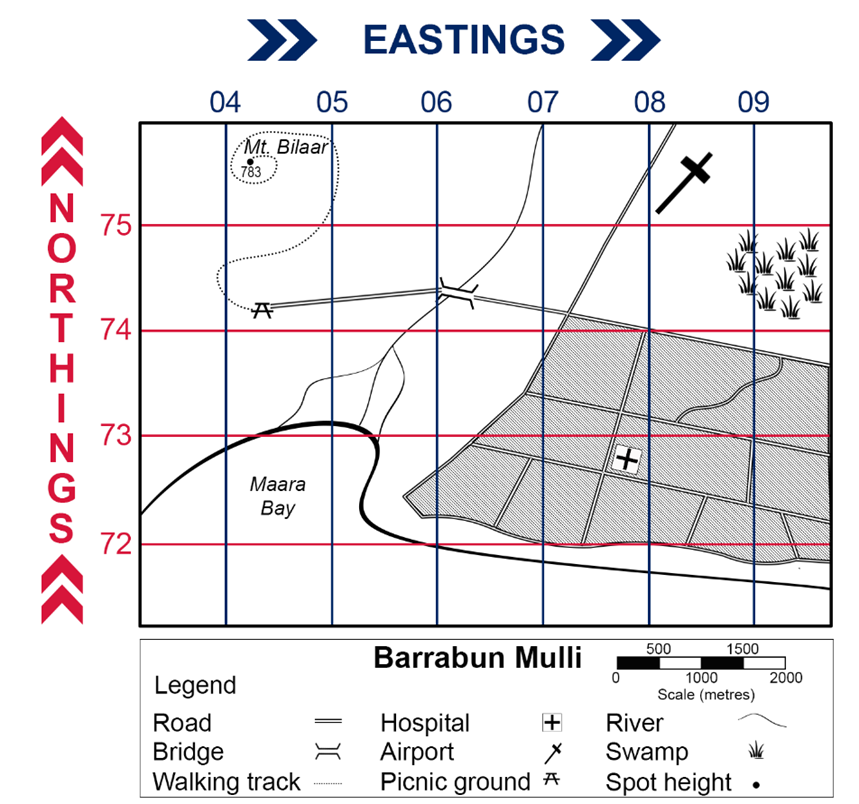 EASTINGS
04 05 06 07 08 09
NORTHINGS
Mt. Bilaar
783
75
74
73
Maara
Bay
72
Barrabun Mulli
500 1500
0 1000 2000
Scale (metres)
Legend
Road Hospital River
Bridge Airport Swamp
Walking track Picnic ground Spot height